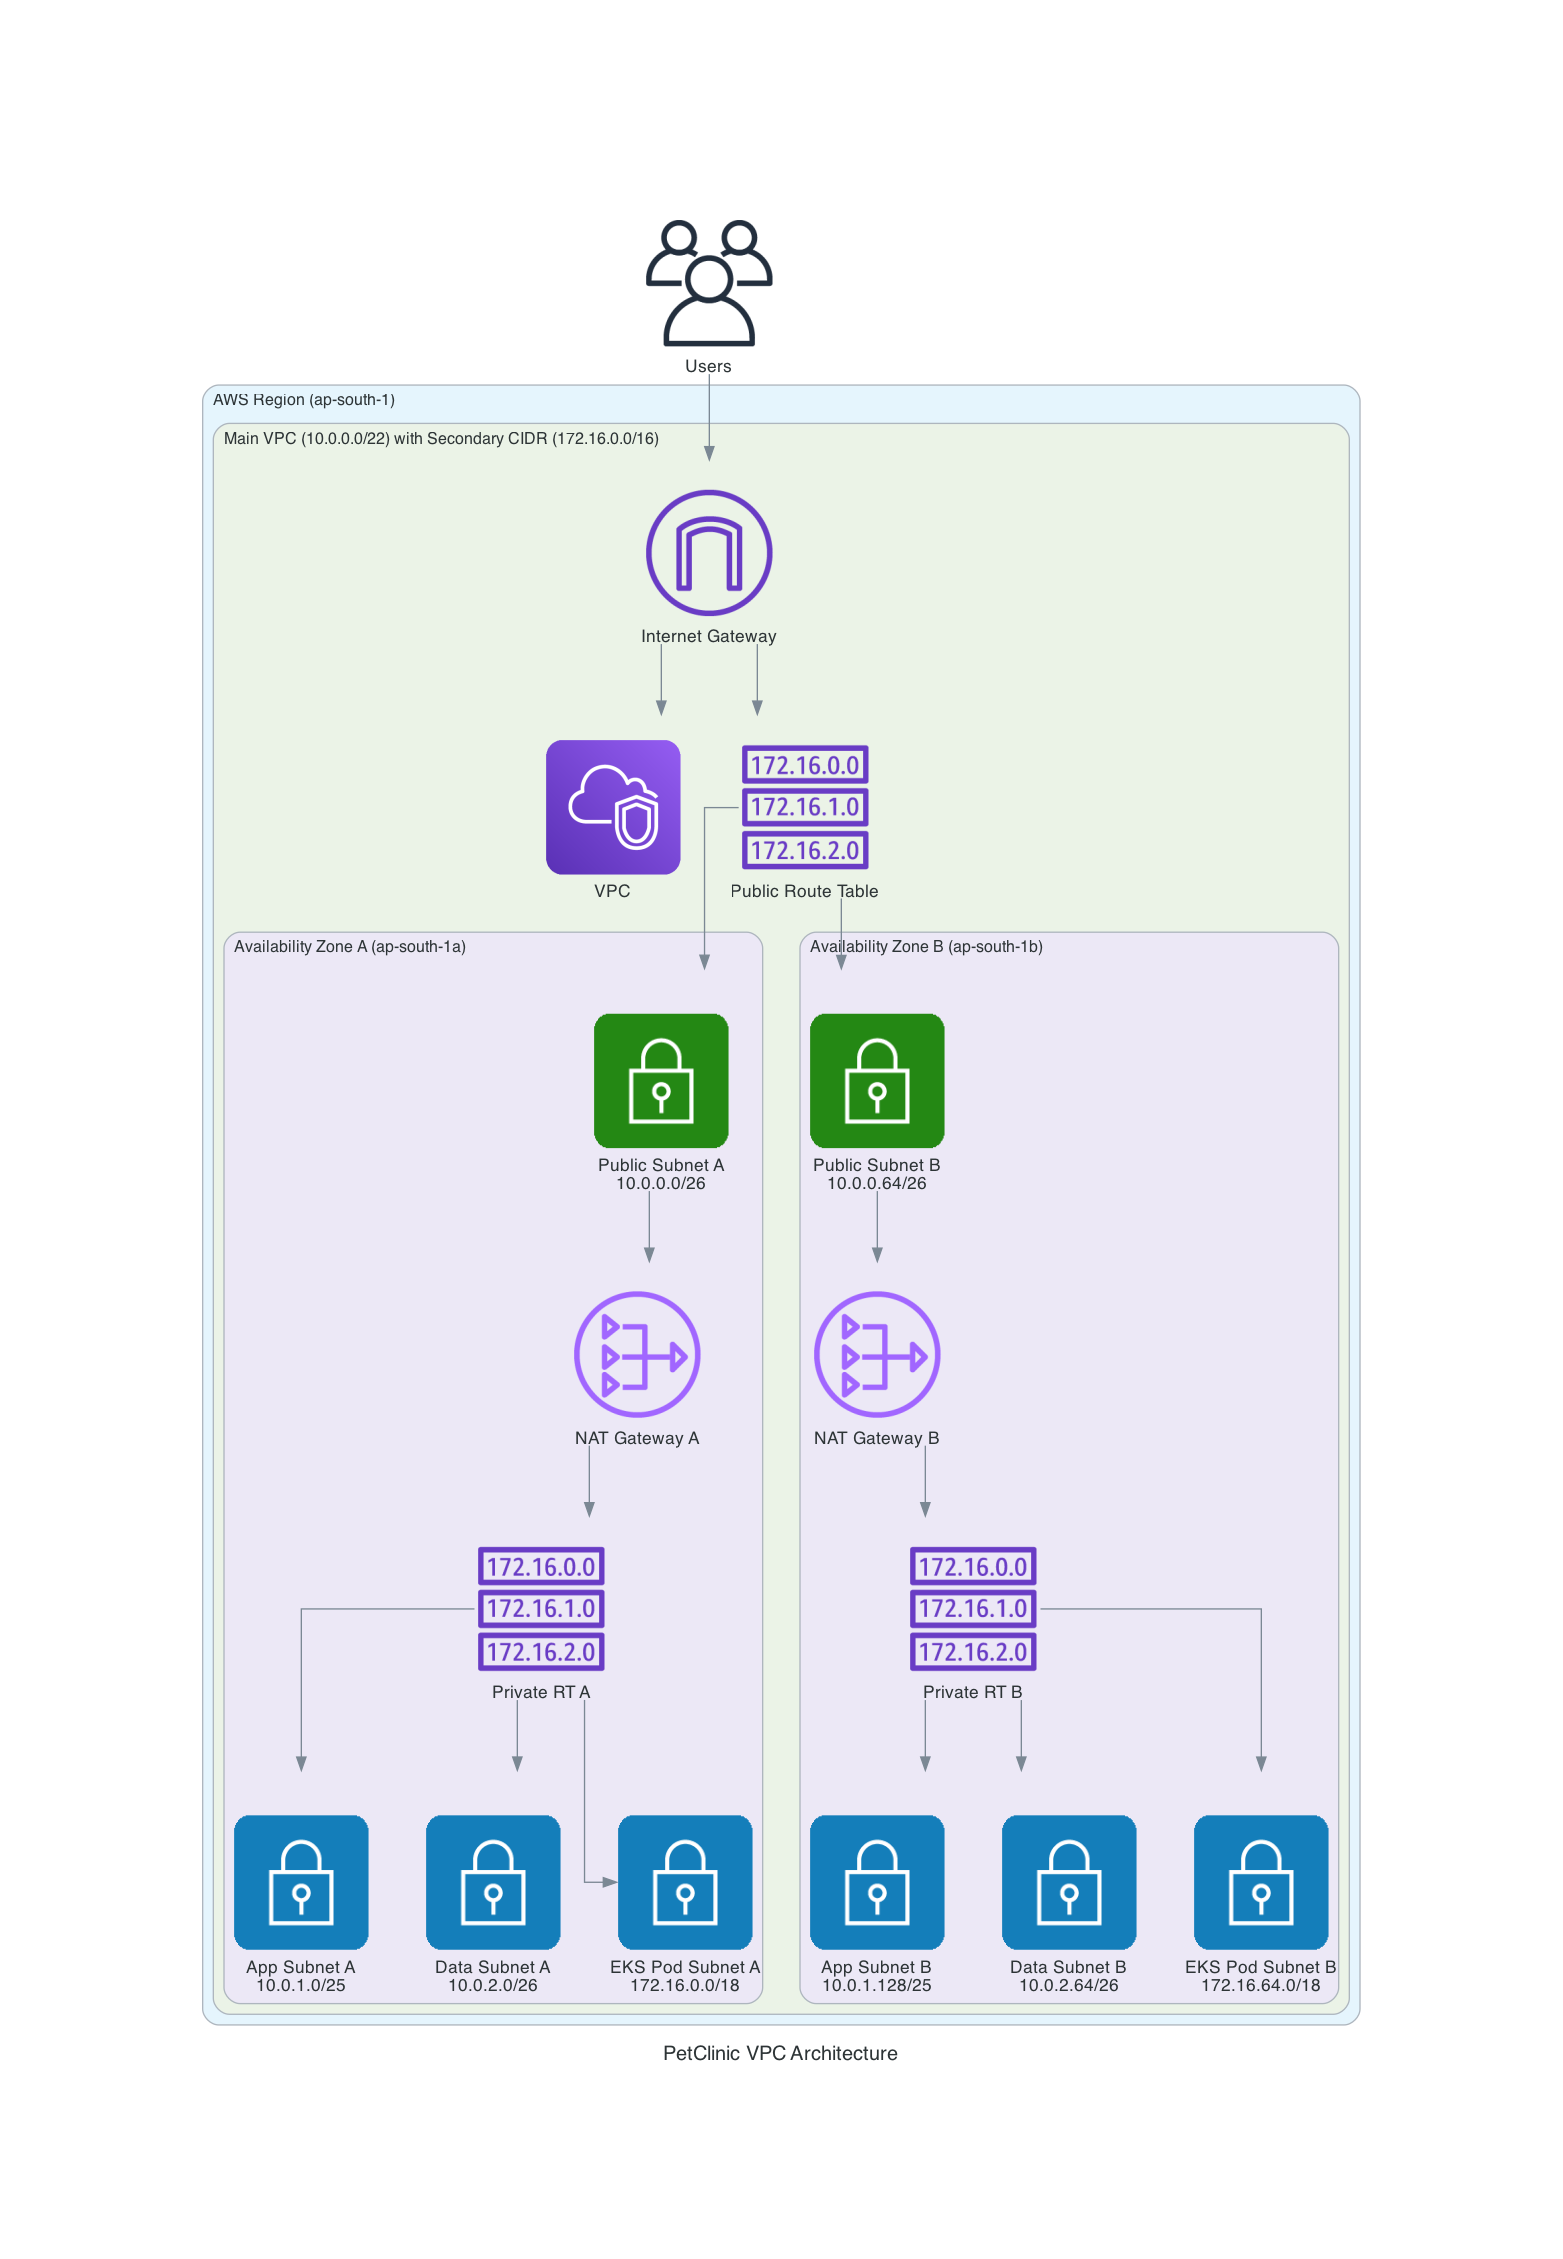 Users
AWS Region (ap-south-1)
Main VPC (10.0.0.0/22) with Secondary CIDR (172.16.0.0/16)
Internet Gateway
172.16.0.0
172.16.1.0
172.16.2.0
VPC
Public Route Table
Availability Zone A (ap-south-1a)
Availability Zone B (ap-south-1b)
Public Subnet A
10.0.0.0/26
Public Subnet B
10.0.0.64/26
NAT Gateway A
NAT Gateway B
172.16.0.0
172.16.1.0
172.16.2.0
Private RT A
172.16.0.0
172.16.1.0
172.16.2.0
Private RT B
App Subnet A
10.0.1.0/25
Data Subnet A
10.0.2.0/26
EKS Pod Subnet A
172.16.0.0/18
App Subnet B
10.0.1.128/25
Data Subnet B
10.0.2.64/26
EKS Pod Subnet B
172.16.64.0/18
PetClinic VPC Architecture